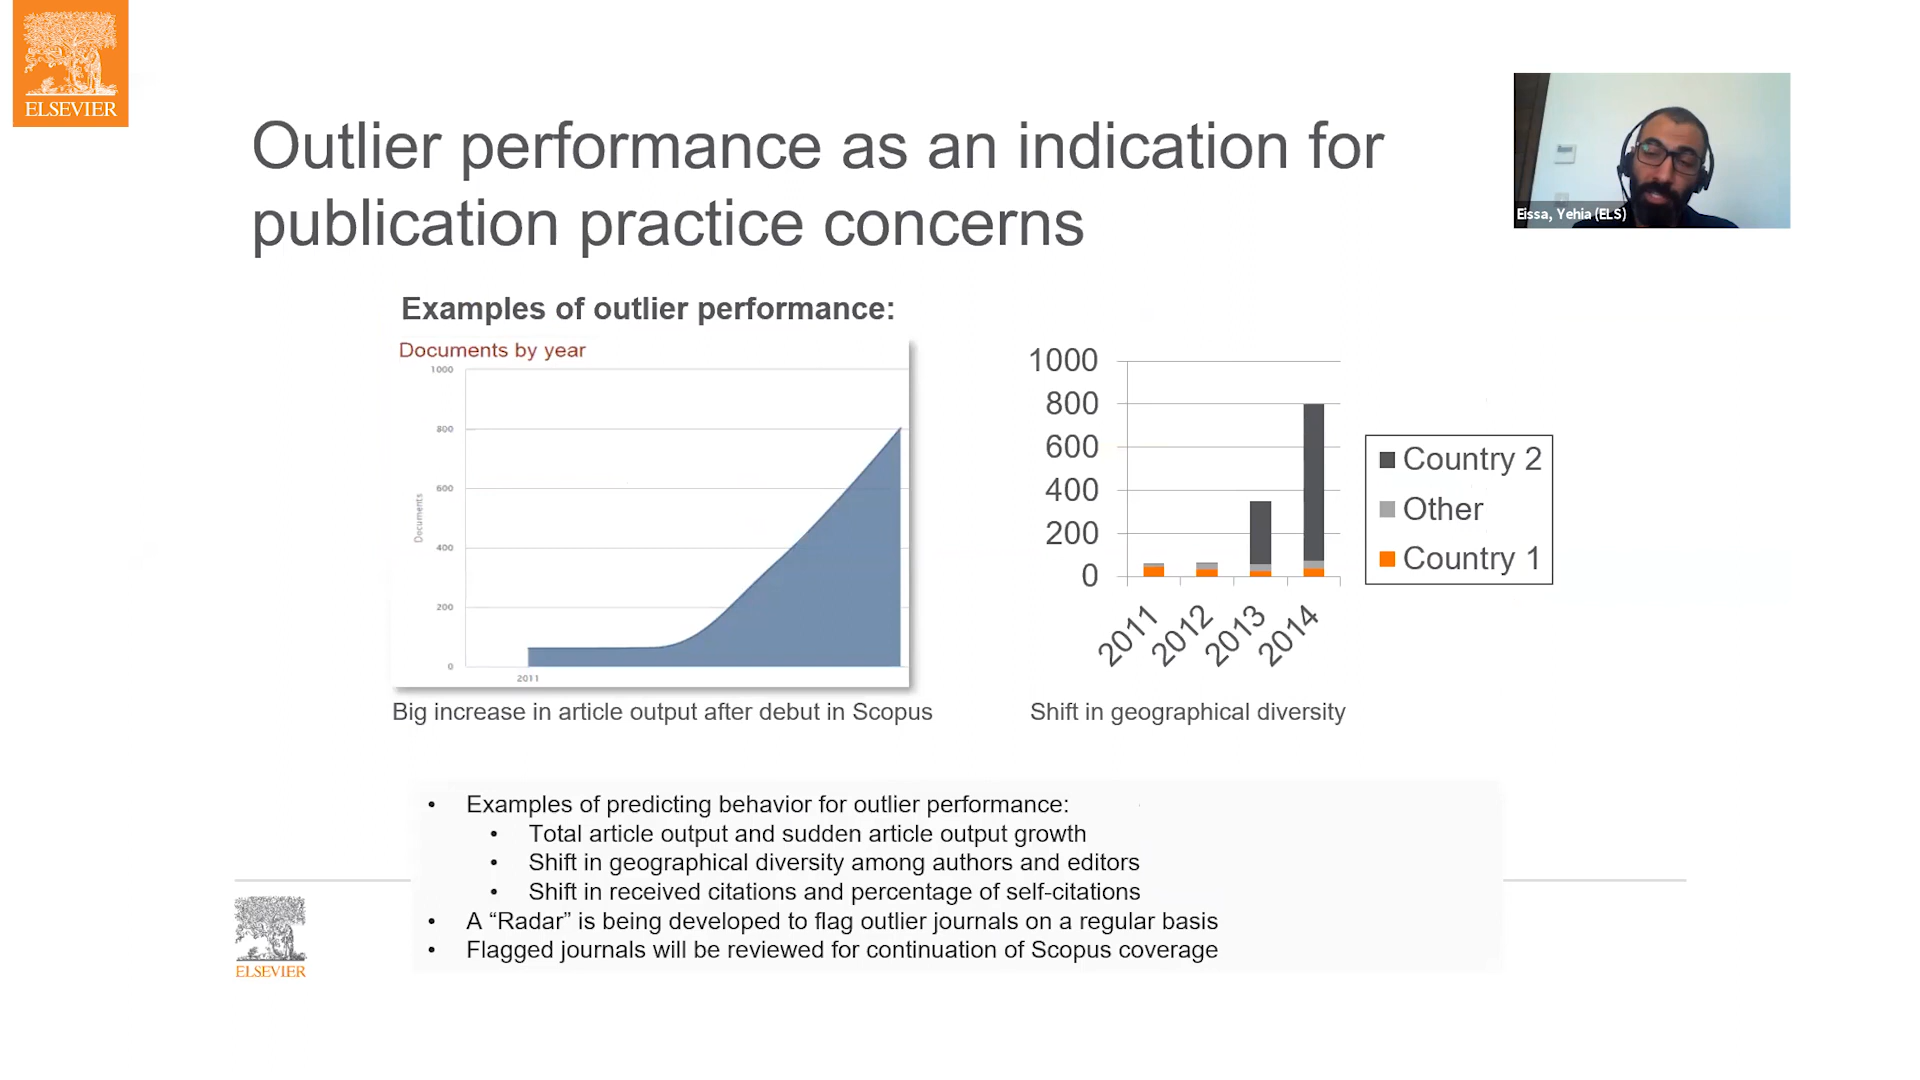 ELSEVIER
Outlier performance as an indication for
publication practice concerns
Eissa, Yehia (ELS)
Examples of outlier performance:
Documents by year
1000
800
600
400
200
0
Documents
2011
Big increase in article output after debut in Scopus
1000
800
600
400
200
0
2011
2012
2013
2014
Country 2
Other
Country 1
Shift in geographical diversity
• Examples of predicting behavior for outlier performance:
• Total article output and sudden article output growth
• Shift in geographical diversity among authors and editors
• Shift in received citations and percentage of self-citations
• A “Radar” is being developed to flag outlier journals on a regular basis
• Flagged journals will be reviewed for continuation of Scopus coverage
ELSEVIER